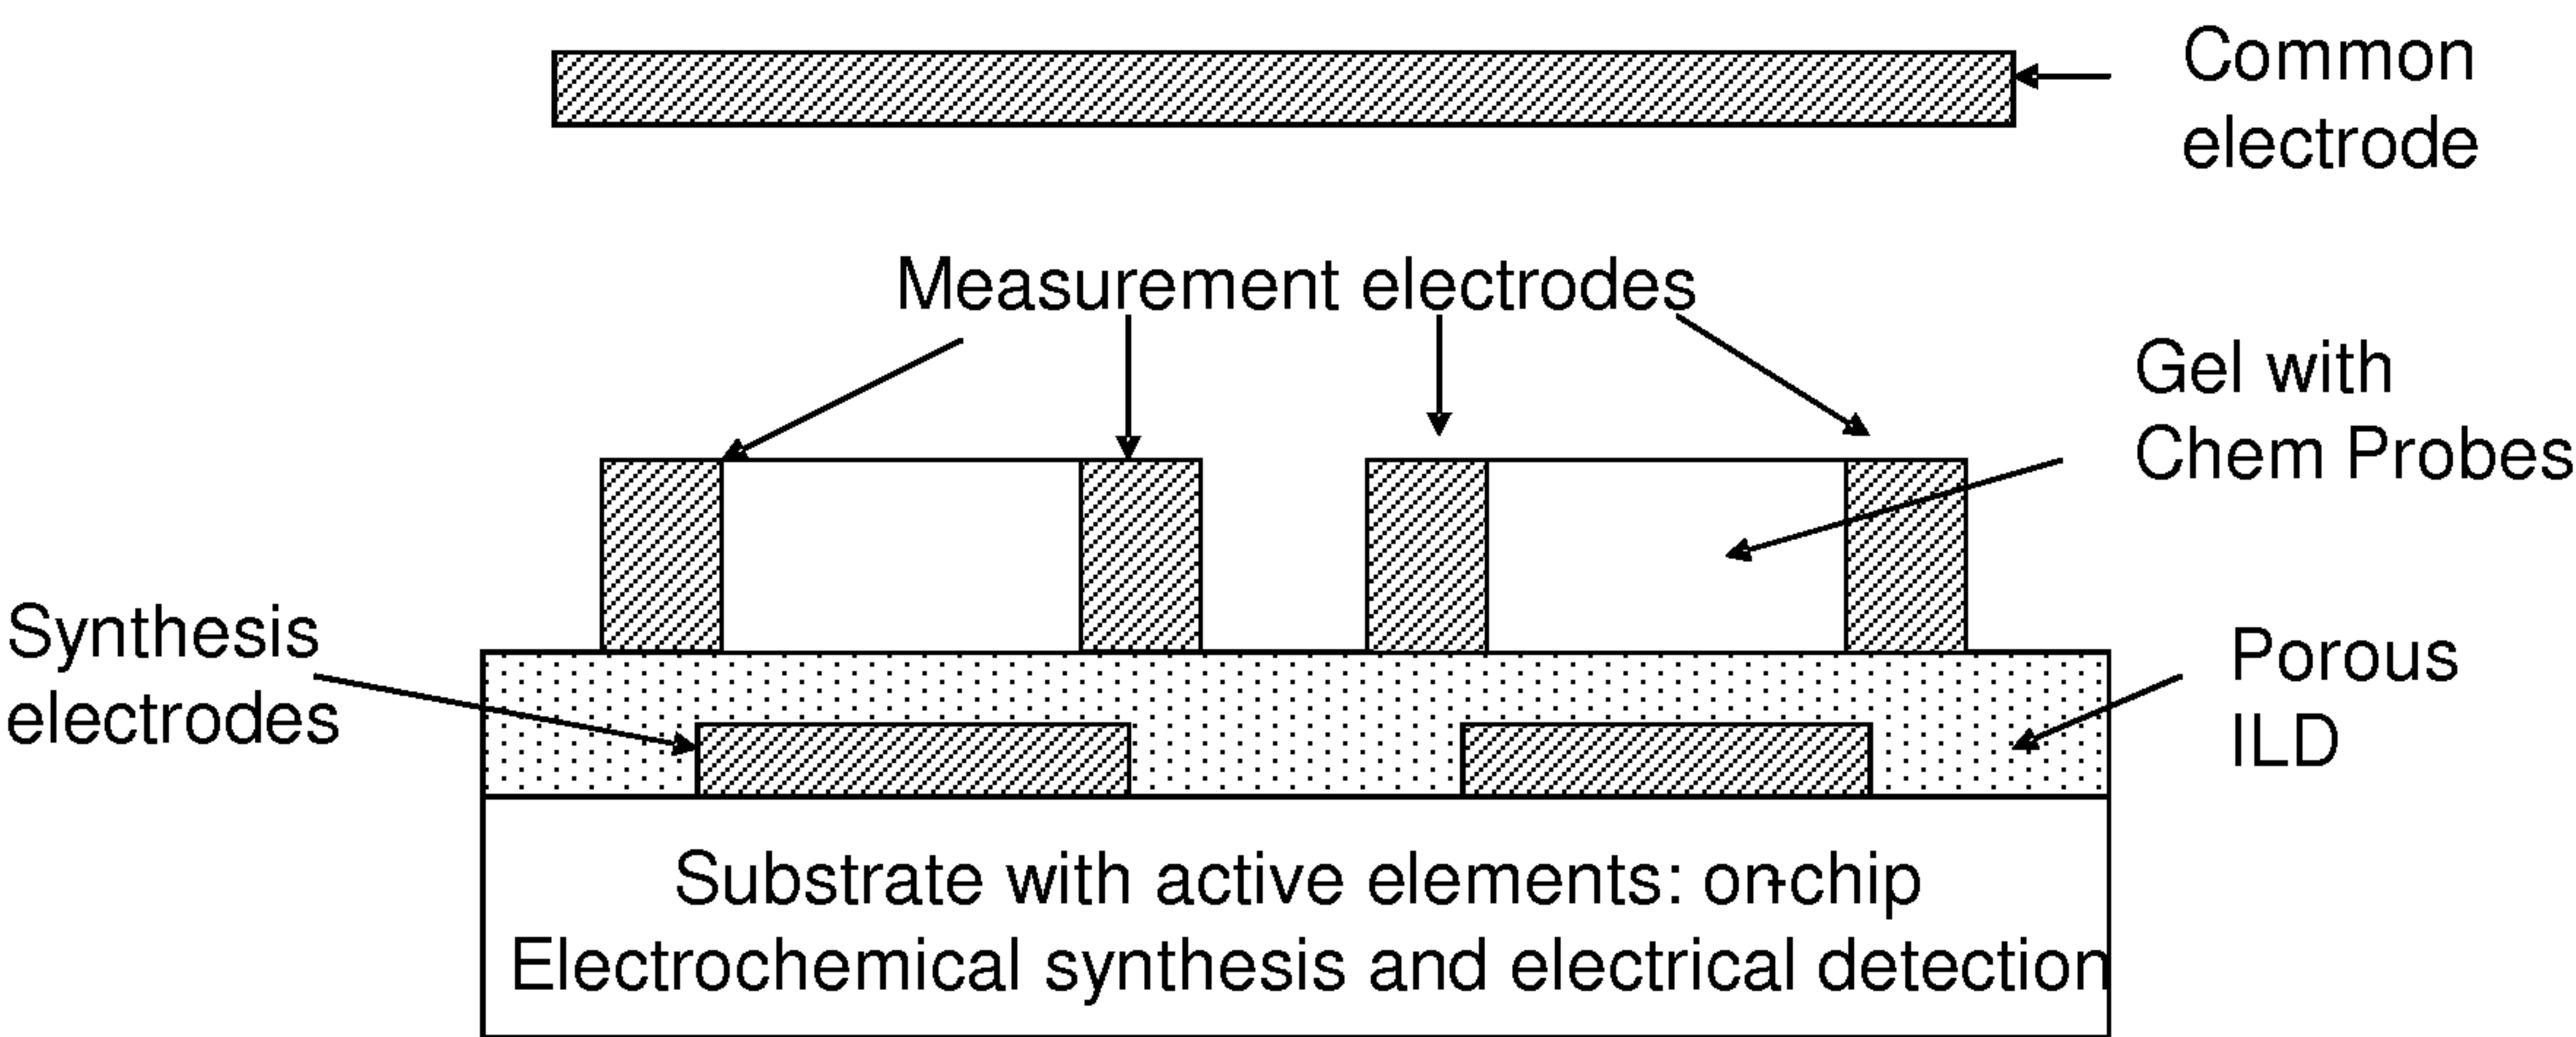 Common
electrode
Measurement electrodes
Gel with
Chem Probes
Synthesis
electrodes
Porous
ILD
Substrate with active elements: on-chip
Electrochemical synthesis and electrical detection